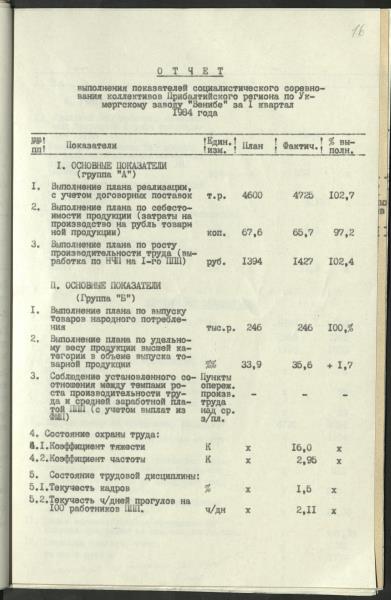 16
О Т Ч Е Т
выполнения показателей социалистического соревно-
вания коллективов Прибалтийского региона по Ук-
мергскому заводу "Венибе" за I квартал
1984 года
№№ пп! Показатели !Един. изм. ! План ! Фактич. ! % вы- полн.
I. ОСНОВНЫЕ ПОКАЗАТЕЛИ
(группа "А")
1. Выполнение плана реализации,
с учетом договорных поставок т.р. 4600 4725 102,7
2. Выполнение плана по себесто-
имости продукции (затраты на
производство на рубль товарн
ной продукции) коп. 67,6 65,7 97,2
3. Выполнение плана по росту
производительности труда (вы-
работка по НЧП на I-го ППП) руб. 1394 1427 102,4
II. ОСНОВНЫЕ ПОКАЗАТЕЛИ
(Группа "Б")
1. Выполнение плана по выпуску
товаров народного потребле-
ния тыс.р. 246 246 100,%
2. Выполнение плана по удельно-
му весу продукции высшей ка-
тегории в объеме выпуска то-
варной продукции %% 33,9 35,6 + 1,7
3. Соблюдение установленного со- Пункты
отношения между темпами ро- опереж.
ста производительности тру- произв. - - -
да и средней заработной пла- труда
той ППП (с учетом выплат из над ср.
ФМП) з/пл.
4. Состояние охраны труда:
4.1.Коэффициент тяжести К х 16,0 х
4.2.Коэффициент частоты К х 2,95 х
5. Состояние трудовой дисциплины:
5.1.Текучесть кадров % х 1,5 х
5.2.Текучесть ч/дней прогулов на
100 работников ППП. ч/дн х 2,11 х